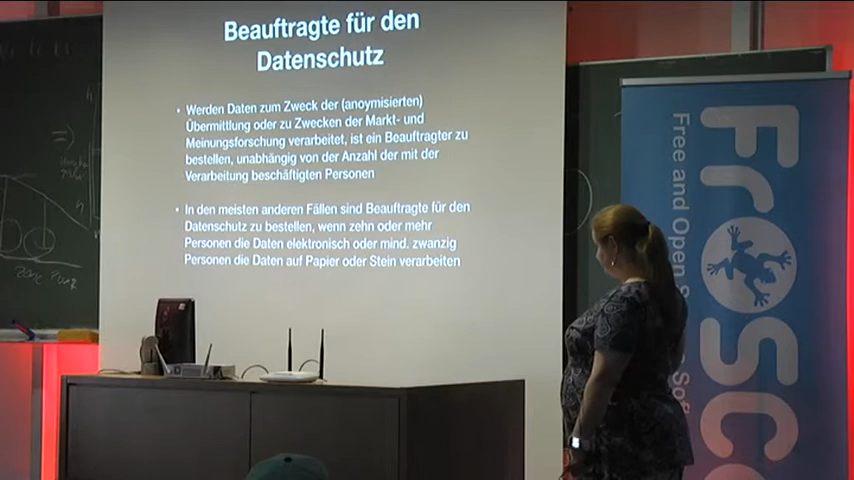 Beauftragte für den
Datenschutz
• Werden Daten zum Zweck der (anoymisierten)
Übermittlung oder zu Zwecken der Markt- und
Meinungsforschung verarbeitet, ist ein Beauftragter zu
bestellen, unabhängig von der Anzahl der mit der
Verarbeitung beschäftigten Personen
• In den meisten anderen Fällen sind Beauftragte für den
Datenschutz zu bestellen, wenn zehn oder mehr
Personen die Daten elektronisch oder mind. zwanzig
Personen die Daten auf Papier oder Stein verarbeiten
Free and Open S
FrOSCo